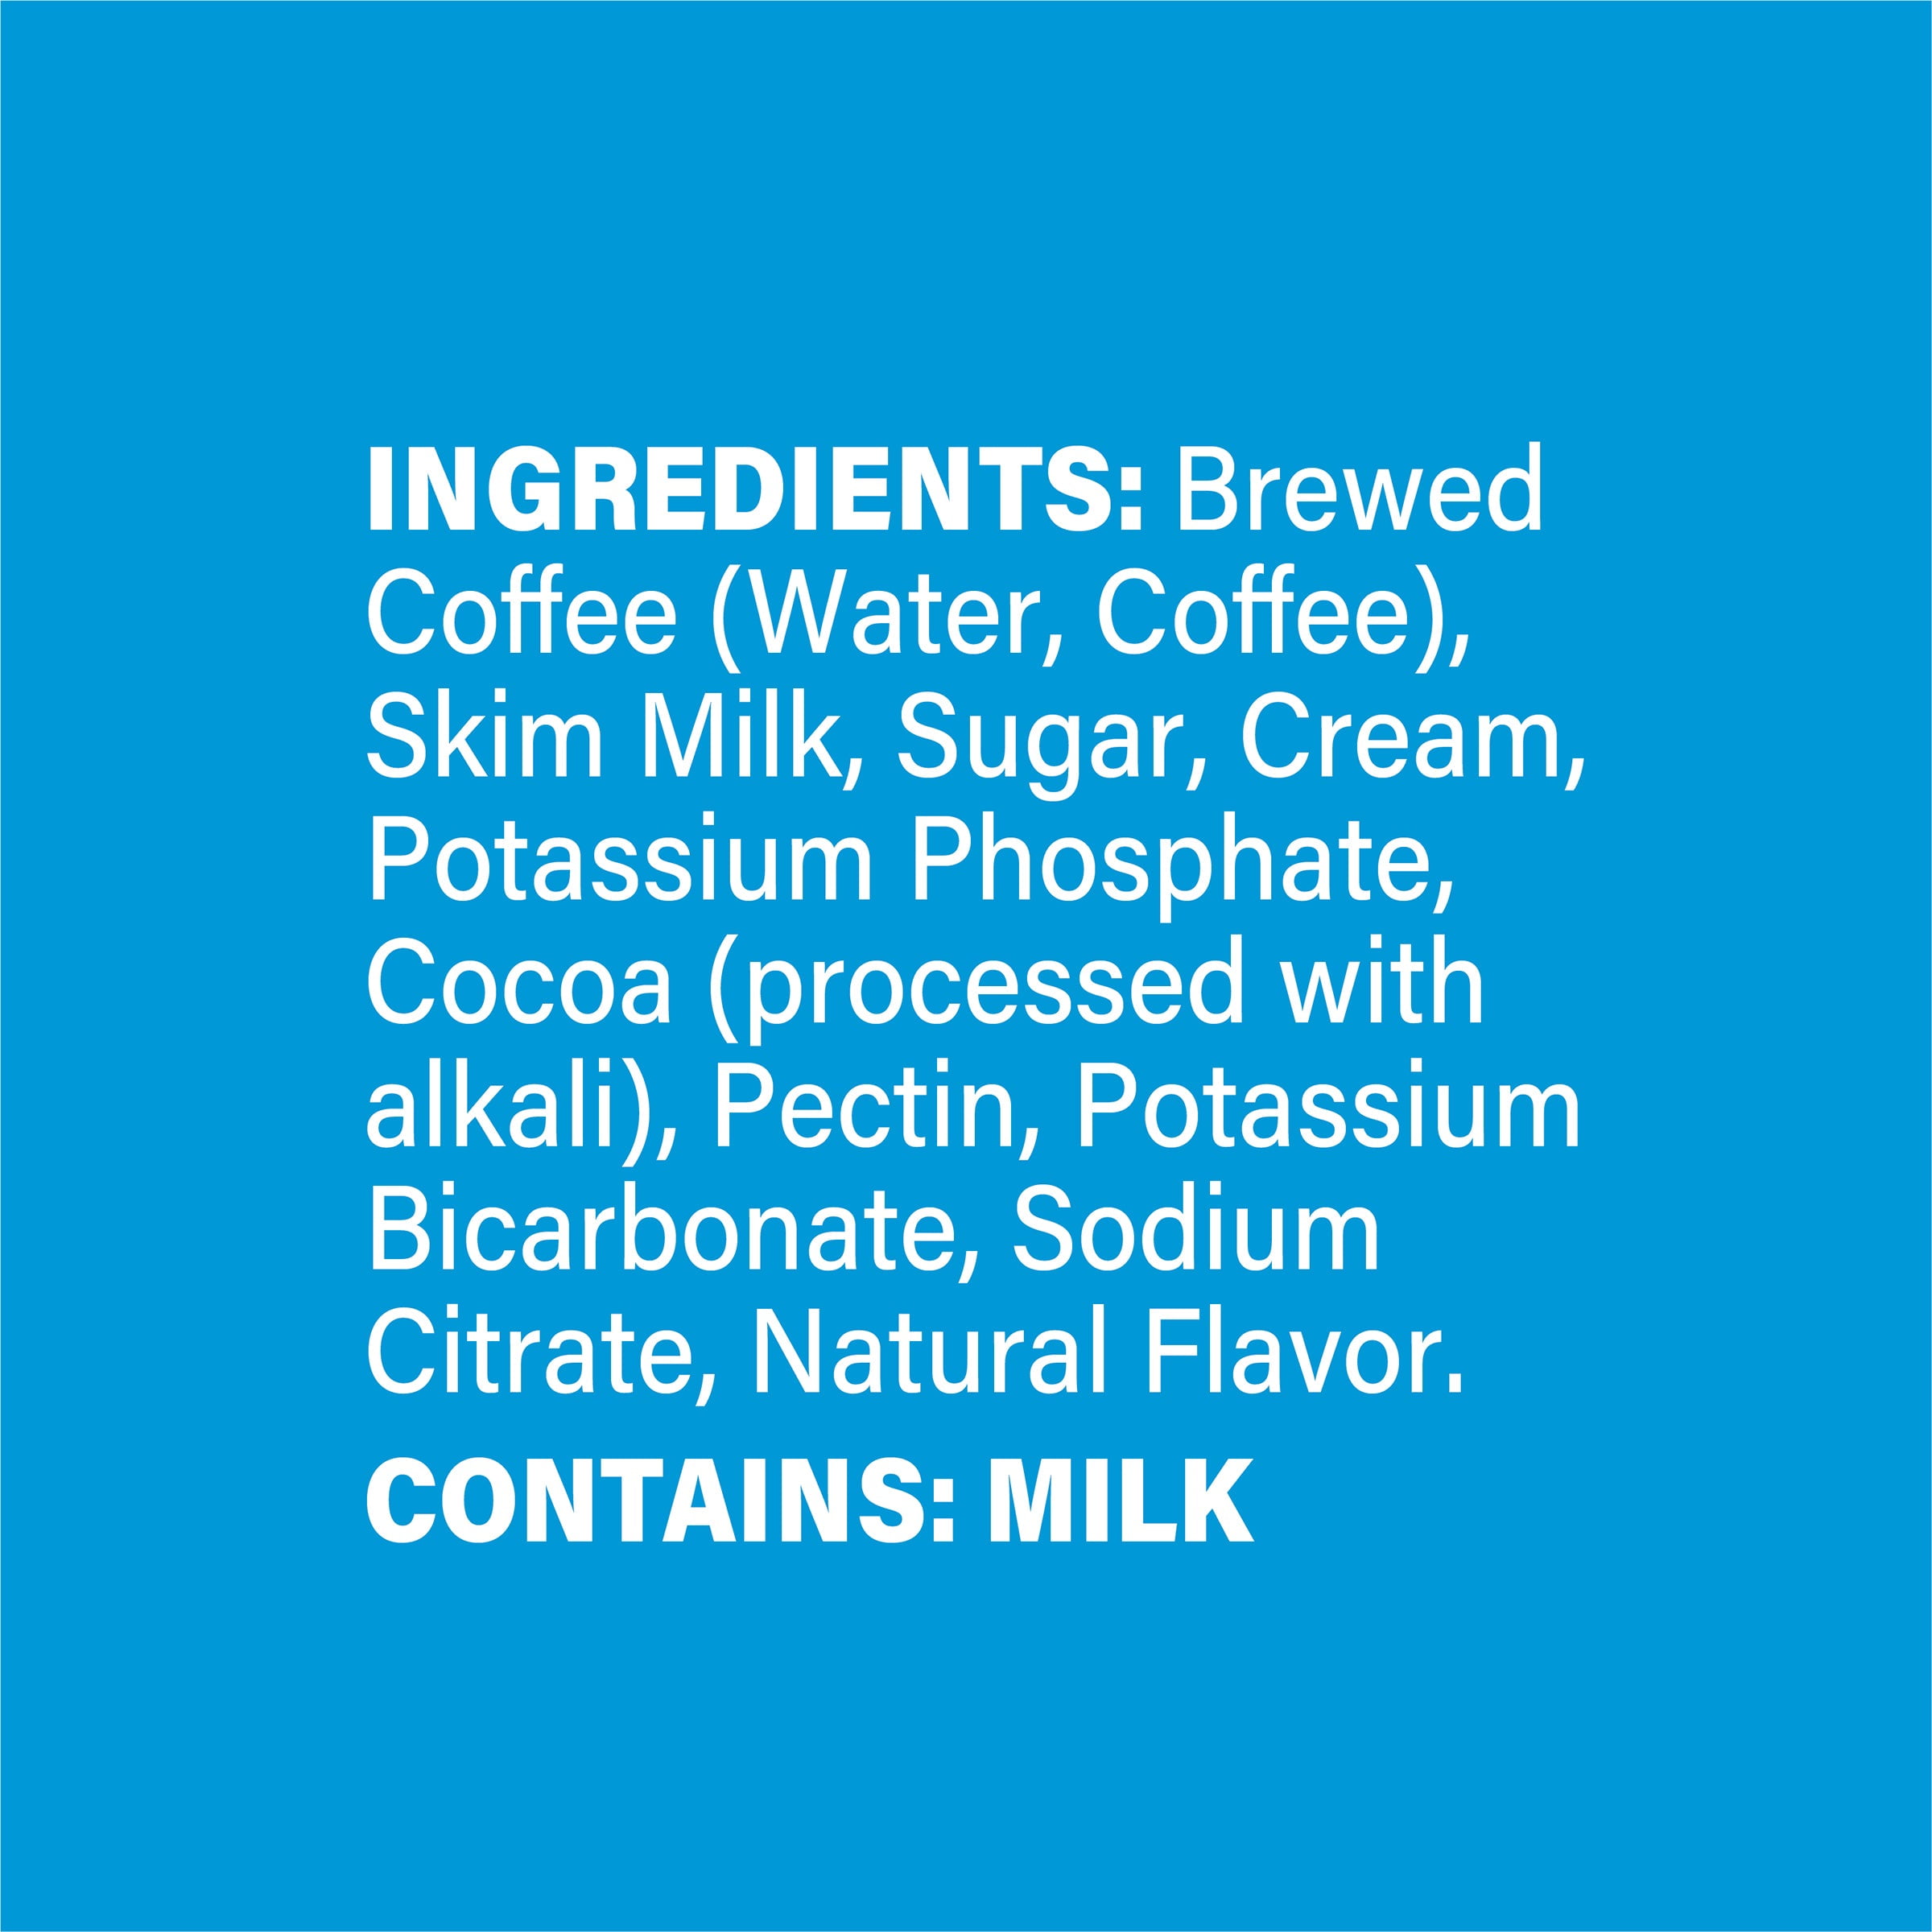 INGREDIENTS: Brewed
Coffee (Water, Coffee),
Skim Milk, Sugar, Cream,
Potassium Phosphate,
Cocoa (processed with
alkali), Pectin, Potassium
Bicarbonate, Sodium
Citrate, Natural Flavor.
CONTAINS: MILK